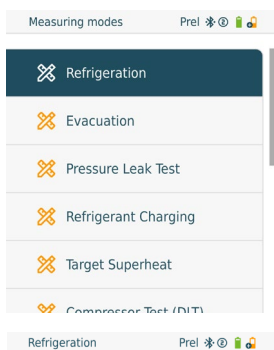 Measuring modes Prel
Refrigeration
Evacuation
Pressure Leak Test
Refrigerant Charging
Target Superheat
Compressor Test (DLT)
Refrigeration Prel